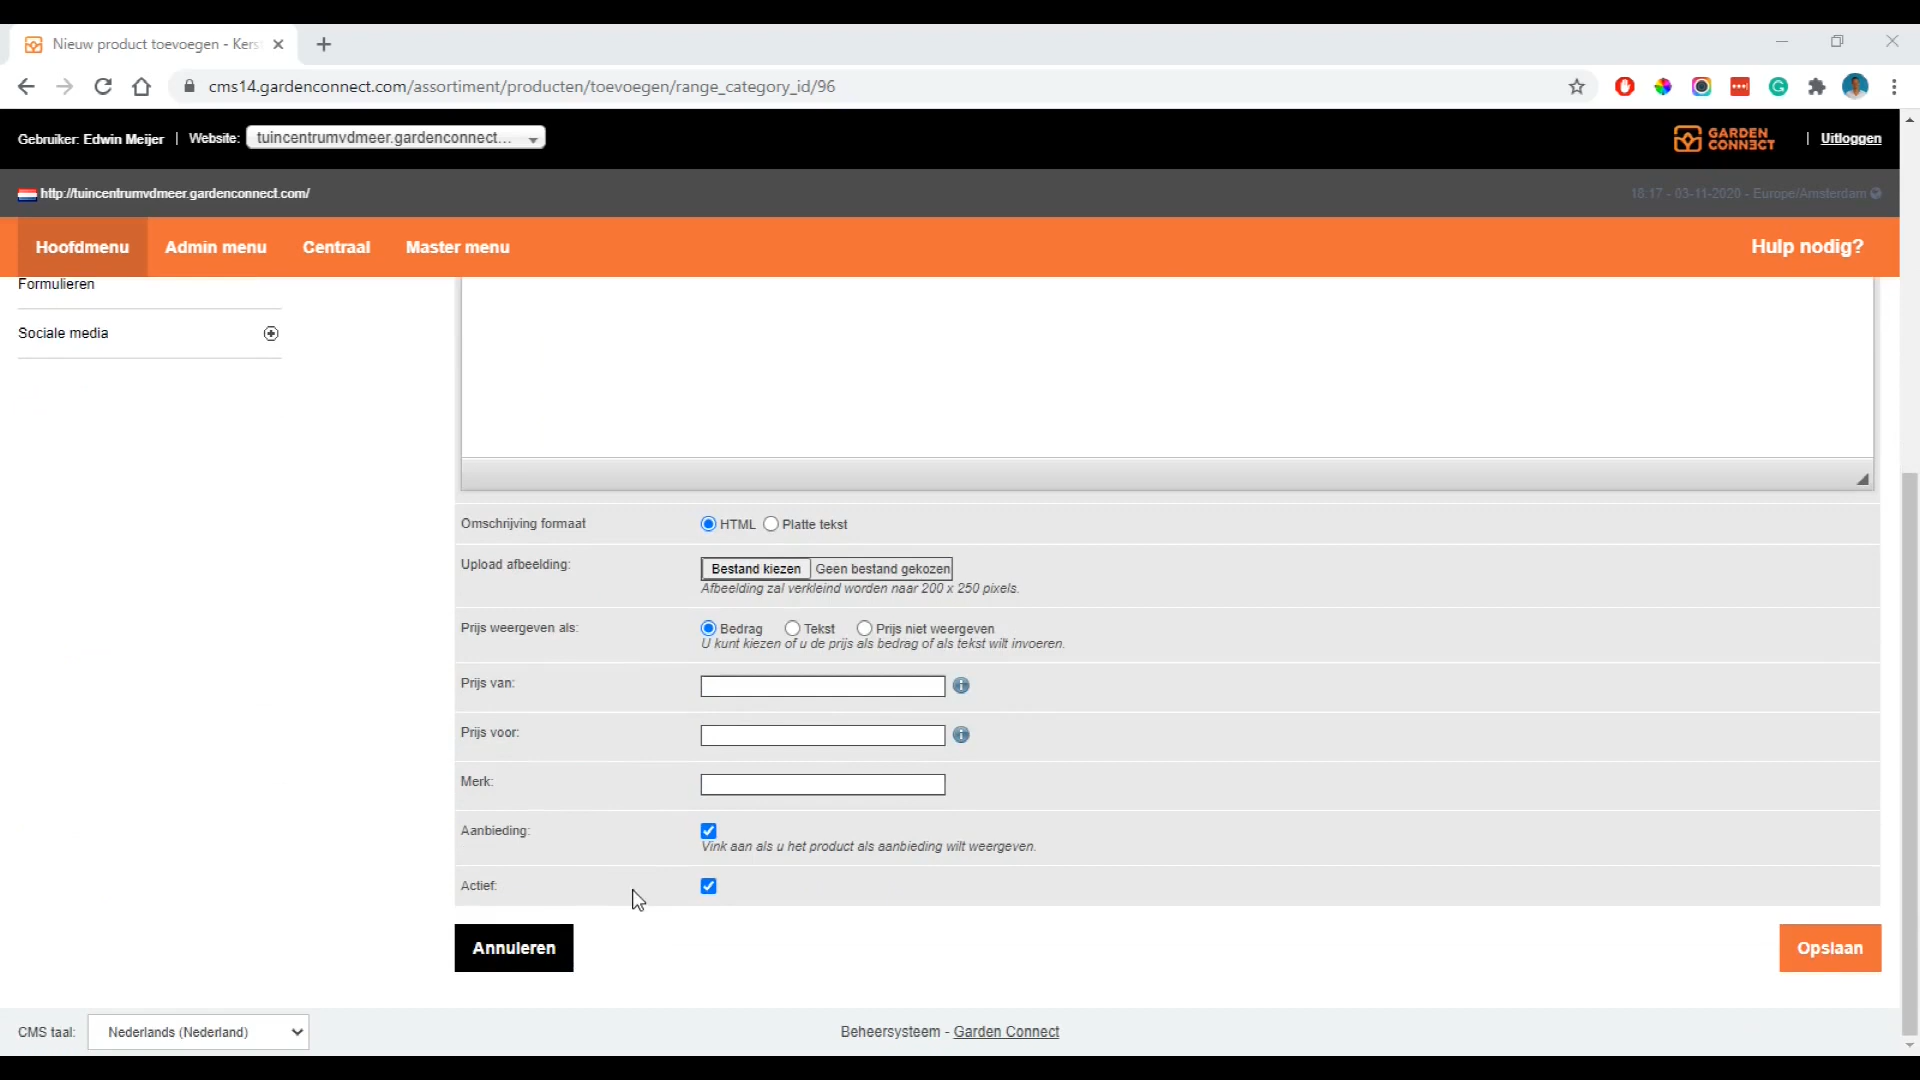 Nieuw product toevoegen - Kers
cms14.gardenconnect.com/assortiment/producten/toevoegen/range_category_id/96
Gebruiker: Edwin Meijer | Website: tuincentrumvdmeer.gardenconnect...
GARDEN CONNECT | Uitloggen
http://tuincentrumvdmeer.gardenconnect.com/
18:17 - 03-11-2020 - Europe/Amsterdam
Hoofdmenu Admin menu Centraal Master menu Hulp nodig?
Formulieren
Sociale media
Omschrijving formaat HTML Platte tekst
Upload afbeelding: Bestand kiezen Geen bestand gekozen
Afbeelding zal verkleind worden naar 200 x 250 pixels.
Prijs weergeven als: Bedrag Tekst Prijs niet weergeven
U kunt kiezen of u de prijs als bedrag of als tekst wilt invoeren.
Prijs van:
Prijs voor:
Merk:
Aanbieding:
Vink aan als u het product als aanbieding wilt weergeven.
Actief:
Annuleren Opslaan
CMS taal: Nederlands (Nederland) Beheersysteem - Garden Connect